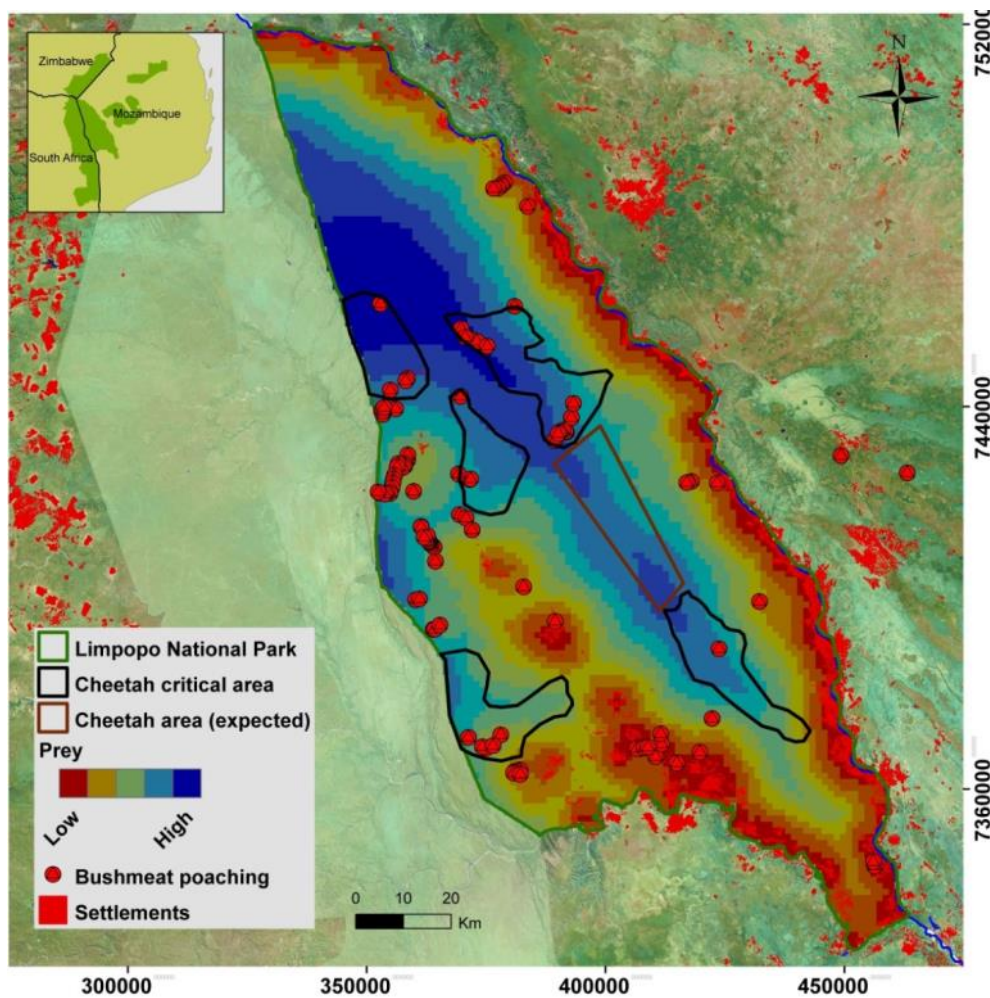 Zimbabwe
Mozambique
South Africa
N
7520000
7440000
7360000
Limpopo National Park
Cheetah critical area
Cheetah area (expected)
Prey
Low
High
Bushmeat poaching
Settlements
0 10 20
Km
300000 350000 400000 450000